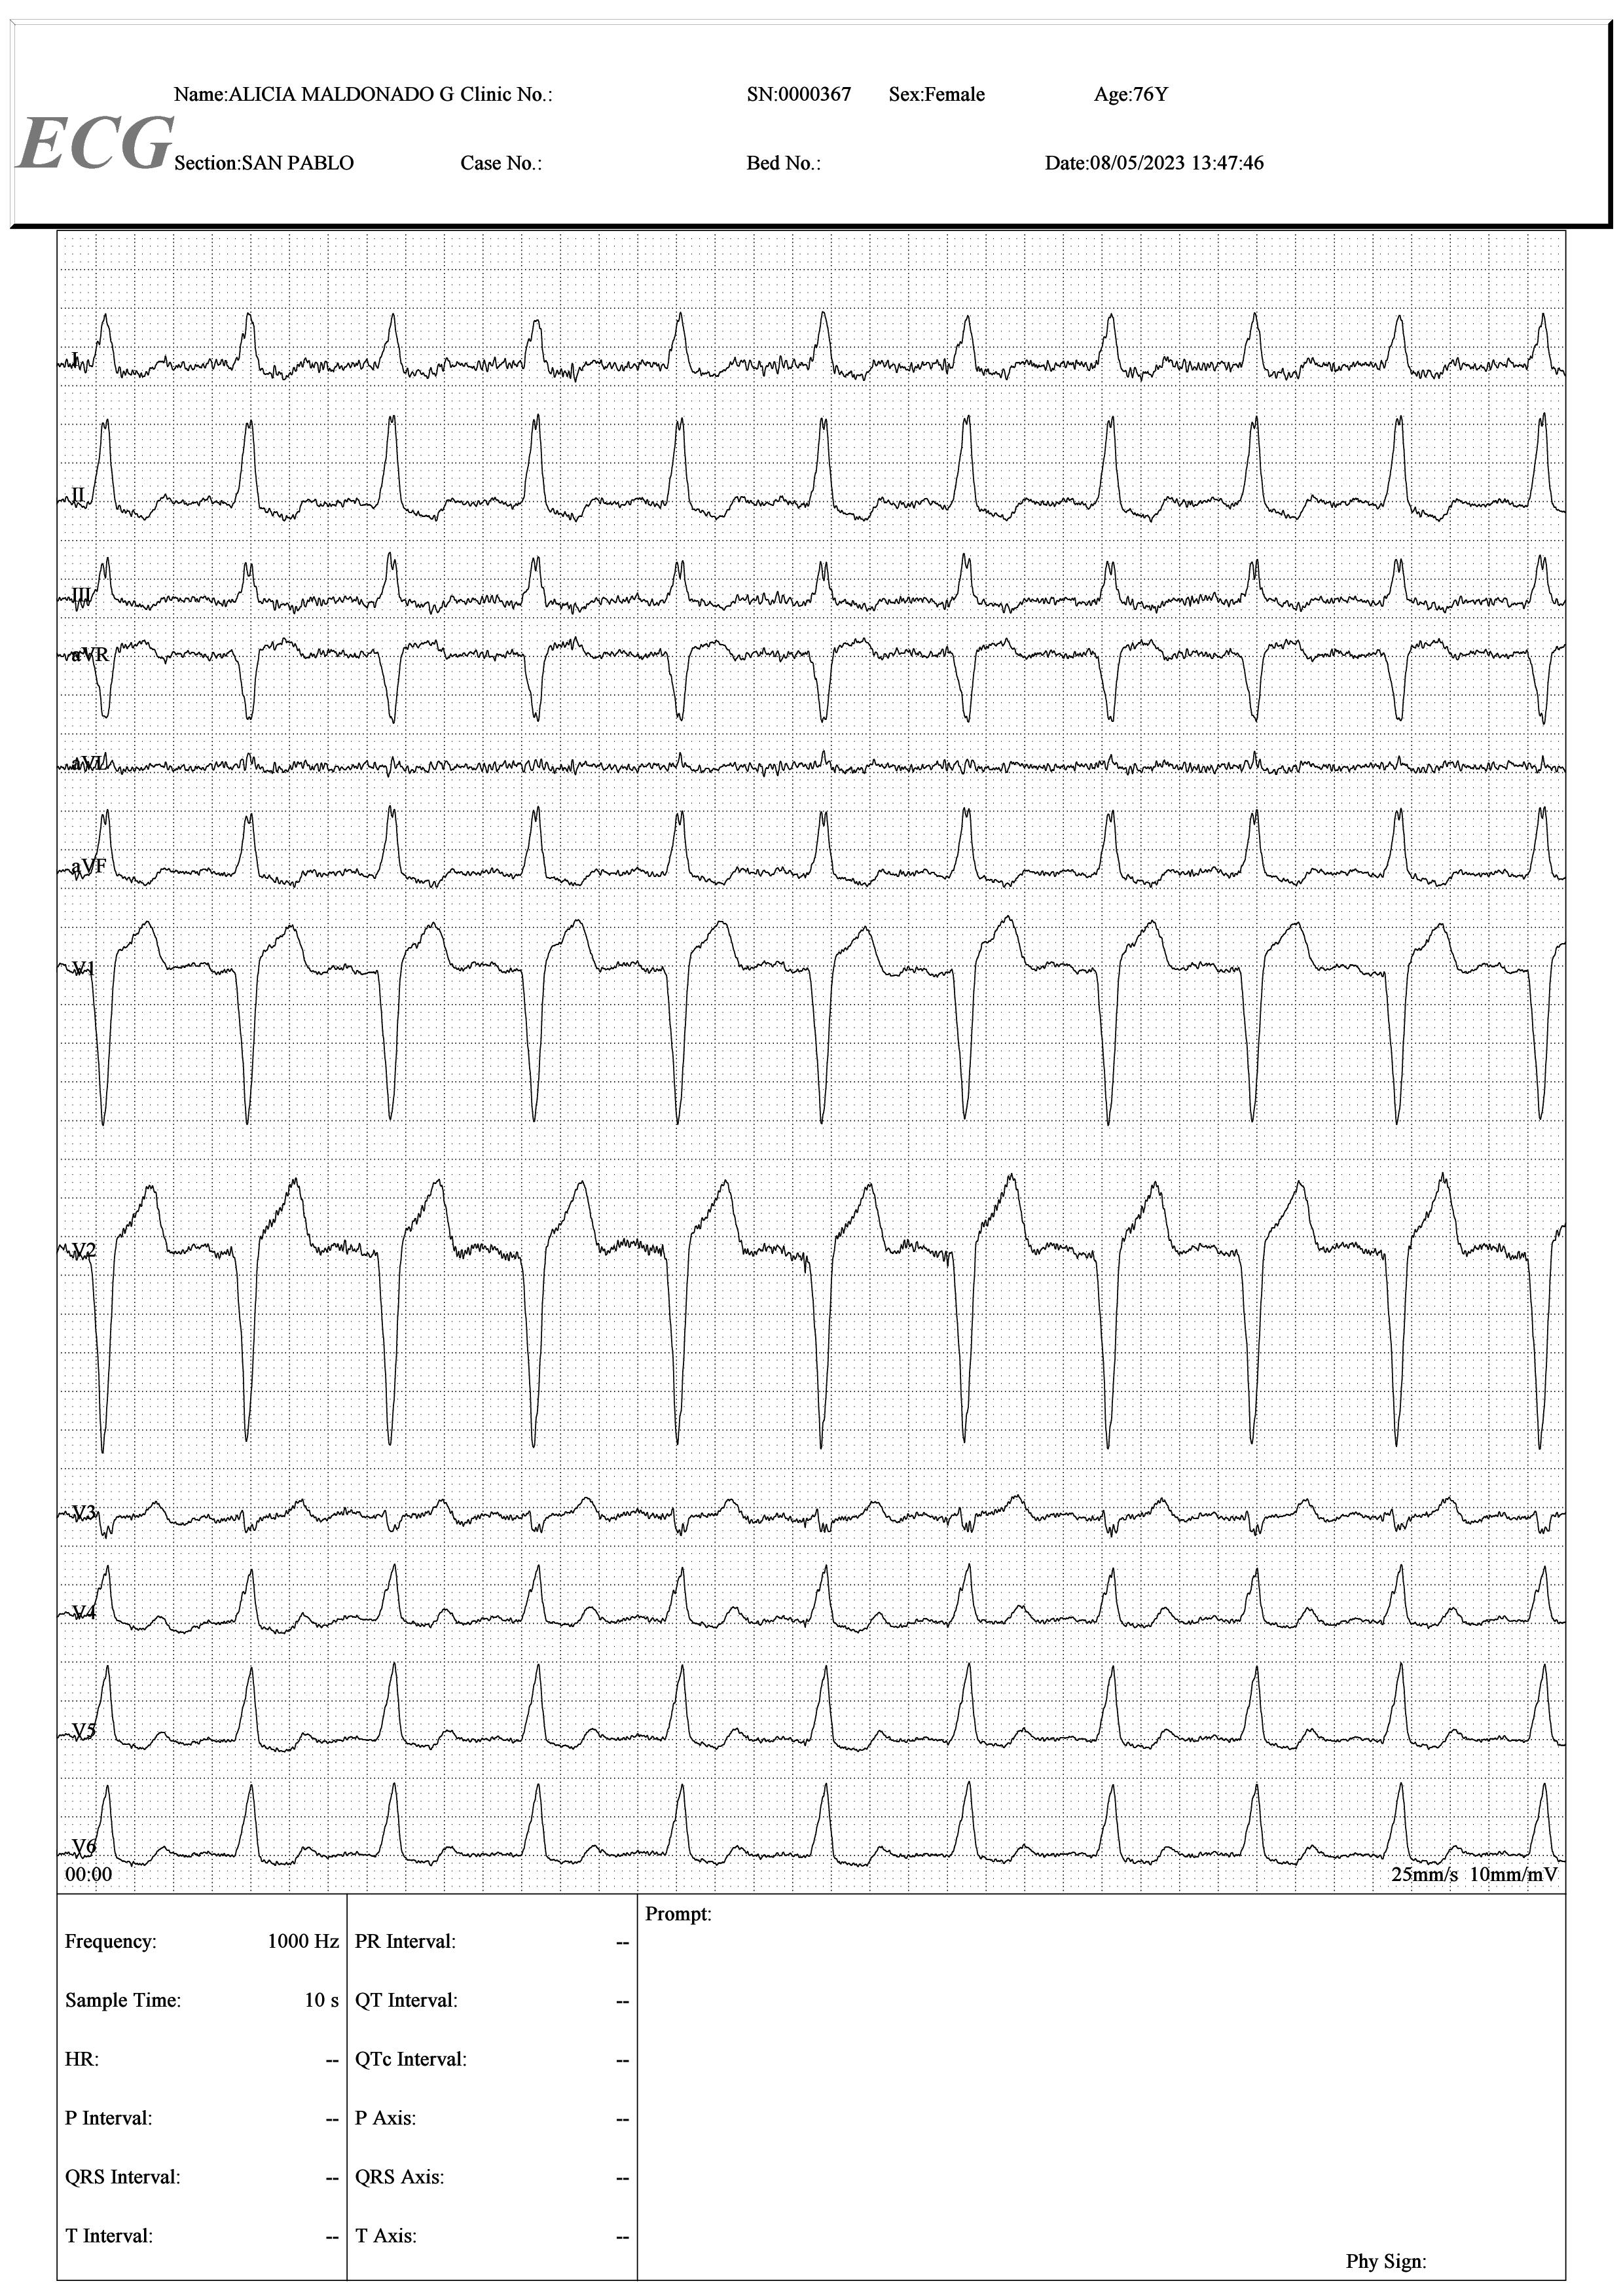 Name:ALICIA MALDONADO G Clinic No.: SN:0000367 Sex:Female Age:76Y
ECG
Section:SAN PABLO Case No.: Bed No.: Date:08/05/2023 13:47:46
I
II
III
aVR
aVL
aVF
V1
V2
V3
V4
V5
V6
00:00 25mm/s 10mm/mV
Prompt:
Frequency: 1000 Hz PR Interval: --
Sample Time: 10 s QT Interval: --
HR: -- QTc Interval: --
P Interval: -- P Axis: --
QRS Interval: -- QRS Axis: --
T Interval: -- T Axis: --
Phy Sign: